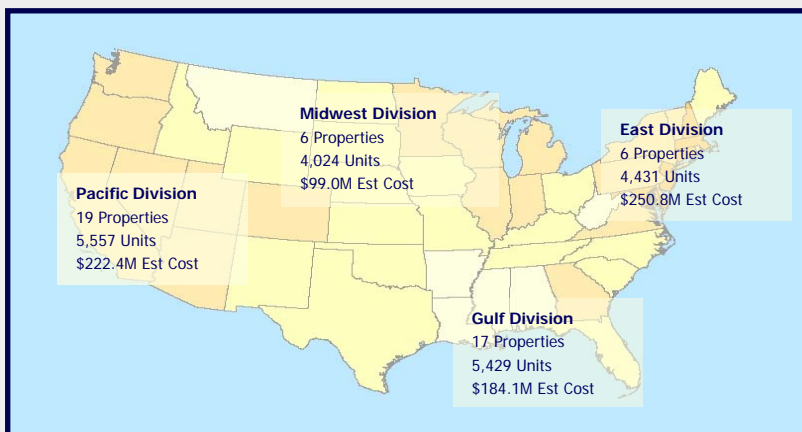 Midwest Division
6 Properties
4,024 Units
$99.0M Est Cost
East Division
6 Properties
4,431 Units
$250.8M Est Cost
Pacific Division
19 Properties
5,557 Units
$222.4M Est Cost
Gulf Division
17 Properties
5,429 Units
$184.1M Est Cost